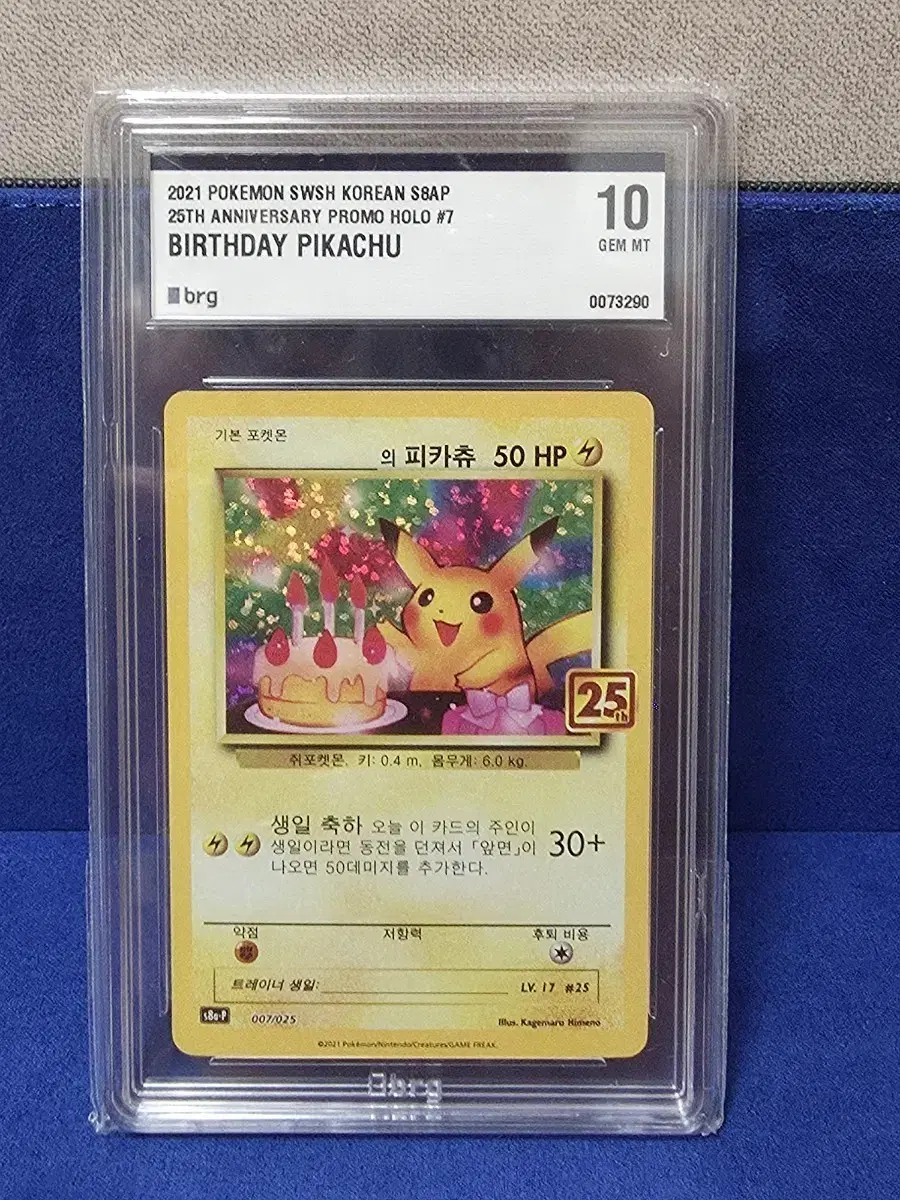 2021 POKEMON SWSH KOREAN S8AP
25TH ANNIVERSARY PROMO HOLO #7
BIRTHDAY PIKACHU
10
GEM MT
brg
0073290
기본 포켓몬
의 피카츄 50 HP
25th
쥐포켓몬. 키: 0.4 m, 몸무게: 6.0 kg.
생일 축하 오늘 이 카드의 주인이
생일이라면 동전을 던져서 「앞면」이
나오면 50데미지를 추가한다.
30+
약점 저항력 후퇴 비용
트레이너 생일: LV. 17 #25
s8a-P 007/025 Illus. Kagemaru Himeno
©2021 Pokémon/Nintendo/Creatures/GAME FREAK.
brg